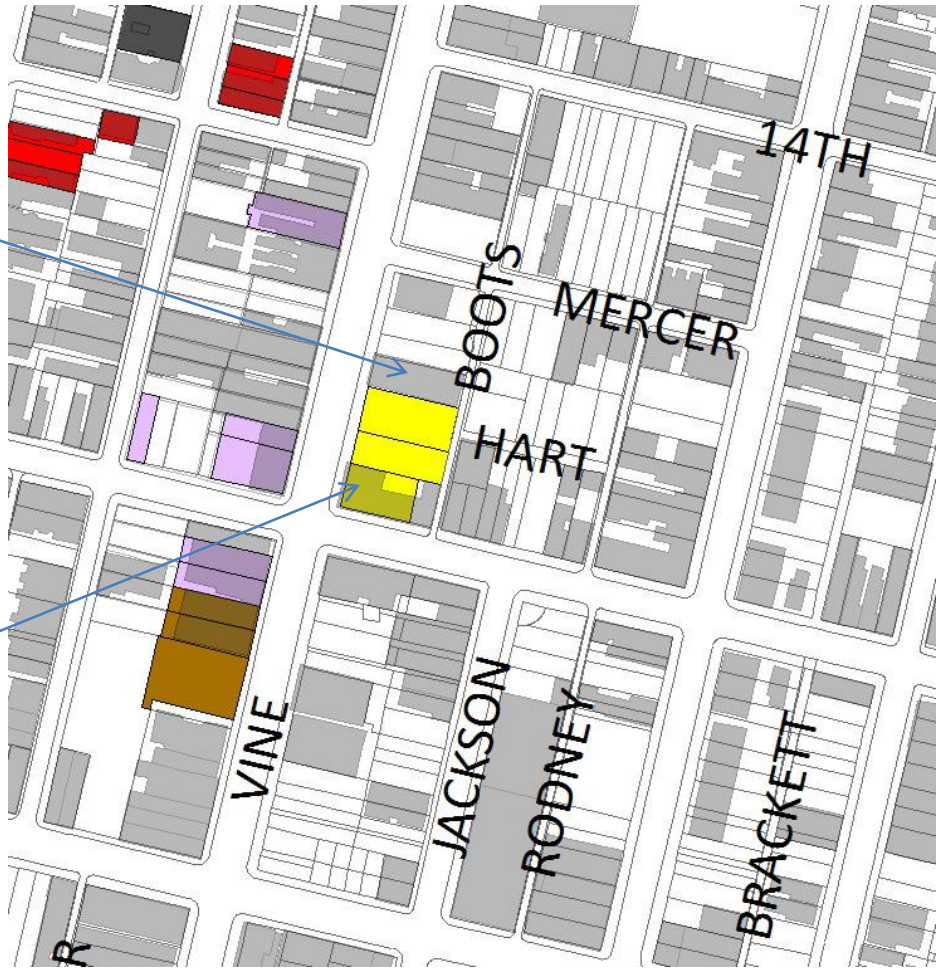 14TH
BOOTS
MERCER
HART
VINE
JACKSON
RODNEY
BRACKETT
R